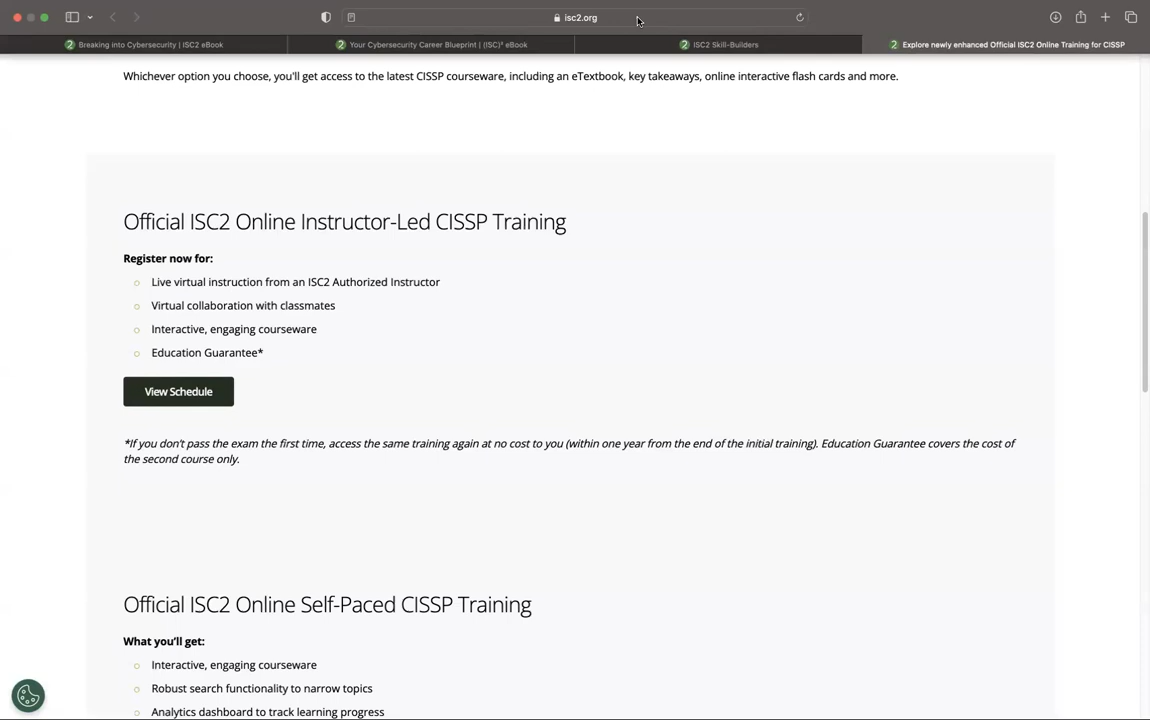 isc2.org
Breaking into Cybersecurity | ISC2 eBook
Your Cybersecurity Career Blueprint | (ISC)² eBook
ISC2 Skill-Builders
Explore newly enhanced Official ISC2 Online Training for CISSP
Whichever option you choose, you'll get access to the latest CISSP courseware, including an eTextbook, key takeaways, online interactive flash cards and more.
Official ISC2 Online Instructor-Led CISSP Training
Register now for:
Live virtual instruction from an ISC2 Authorized Instructor
Virtual collaboration with classmates
Interactive, engaging courseware
Education Guarantee*
View Schedule
*If you don't pass the exam the first time, access the same training again at no cost to you (within one year from the end of the initial training). Education Guarantee covers the cost of
the second course only.
Official ISC2 Online Self-Paced CISSP Training
What you'll get:
Interactive, engaging courseware
Robust search functionality to narrow topics
Analytics dashboard to track learning progress